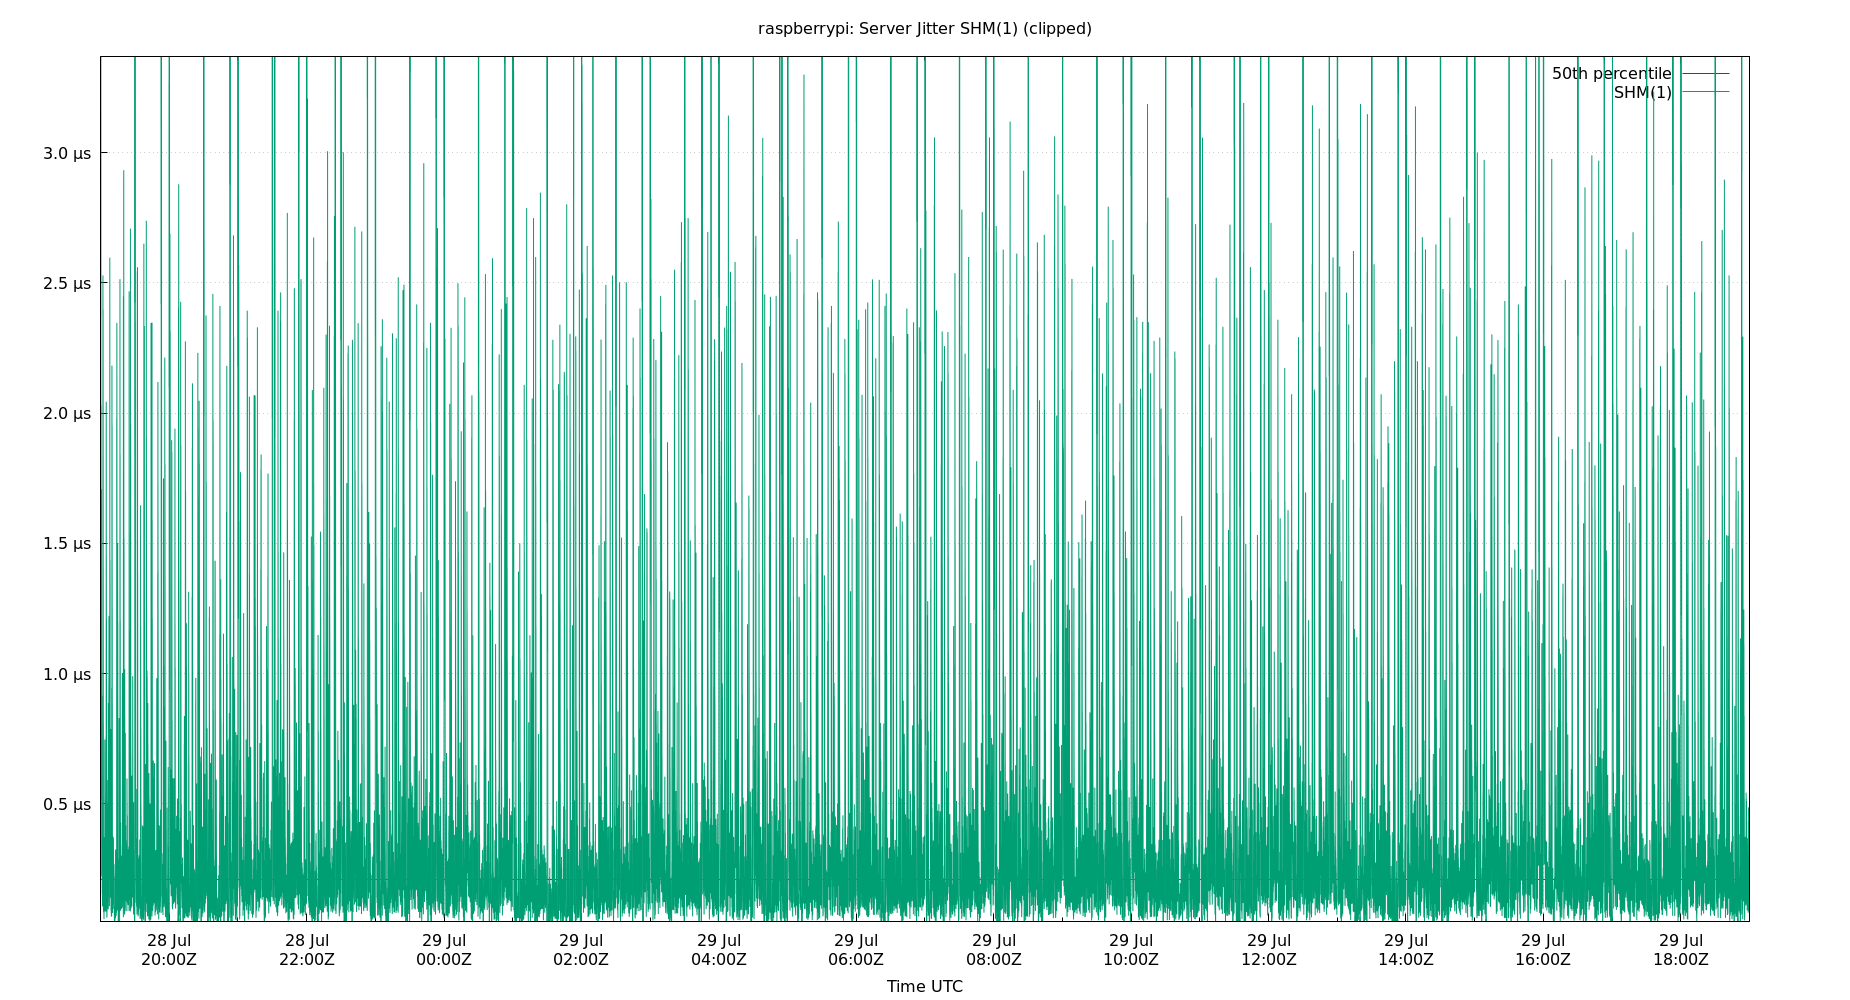 raspberrypi: Server Jitter SHM(1) (clipped)
50th percentile
SHM(1)
3.0 µs
2.5 µs
2.0 µs
1.5 µs
1.0 µs
0.5 µs
28 Jul 28 Jul 29 Jul 29 Jul 29 Jul 29 Jul 29 Jul 29 Jul 29 Jul 29 Jul 29 Jul 29 Jul
20:00Z 22:00Z 00:00Z 02:00Z 04:00Z 06:00Z 08:00Z 10:00Z 12:00Z 14:00Z 16:00Z 18:00Z
Time UTC